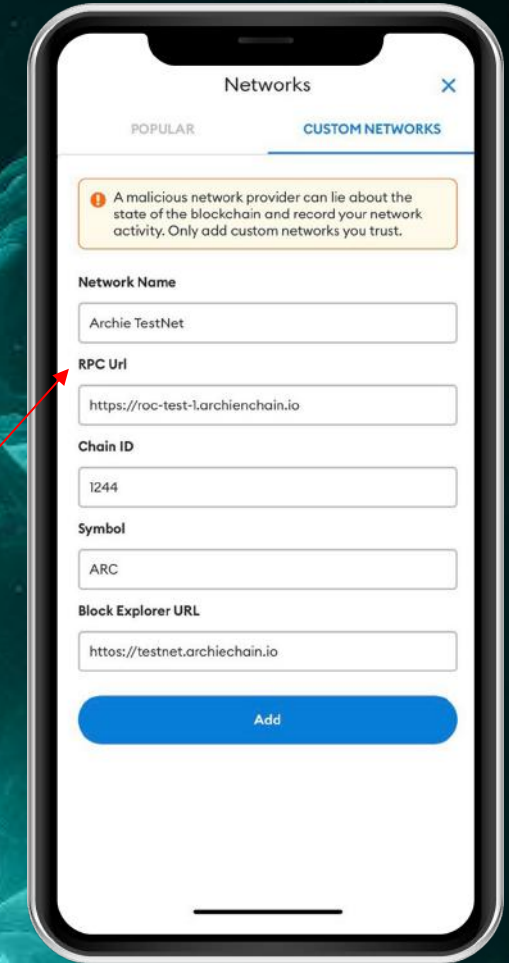 Networks
POPULAR
CUSTOM NETWORKS
A malicious network provider can lie about the
state of the blockchain and record your network
activity. Only add custom networks you trust.
Network Name
Archie TestNet
RPC Url
https://roc-test-1.archienchain.io
Chain ID
1244
Symbol
ARC
Block Explorer URL
httos://testnet.archiechain.io
Add